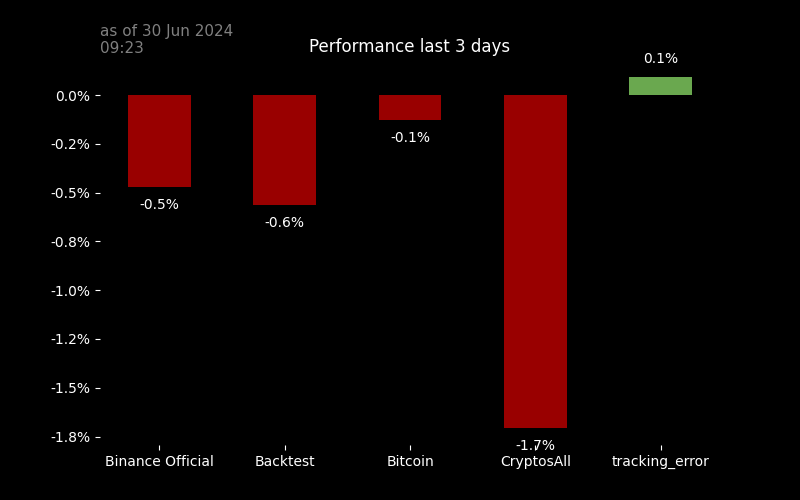 as of 30 Jun 2024
09:23
Performance last 3 days
0.1%
0.0%
-0.2%
-0.1%
-0.5%
-0.5%
-0.6%
-0.8%
-1.0%
-1.2%
-1.5%
-1.8%
-1.7%
Binance Official
Backtest
Bitcoin
CryptosAll
tracking_error